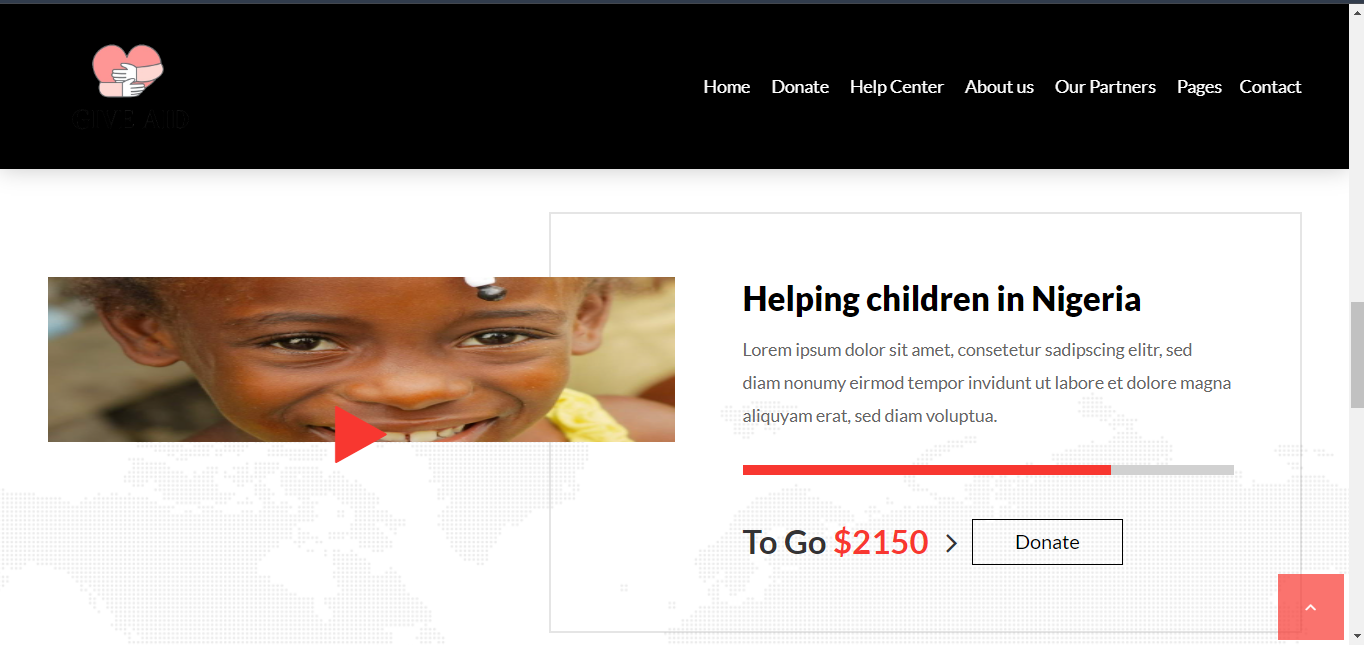 GIVE AID
Home Donate Help Center About us Our Partners Pages Contact
Helping children in Nigeria
Lorem ipsum dolor sit amet, consetetur sadipscing elitr, sed
diam nonumy eirmod tempor invidunt ut labore et dolore magna
aliquyam erat, sed diam voluptua.
To Go $2150
Donate